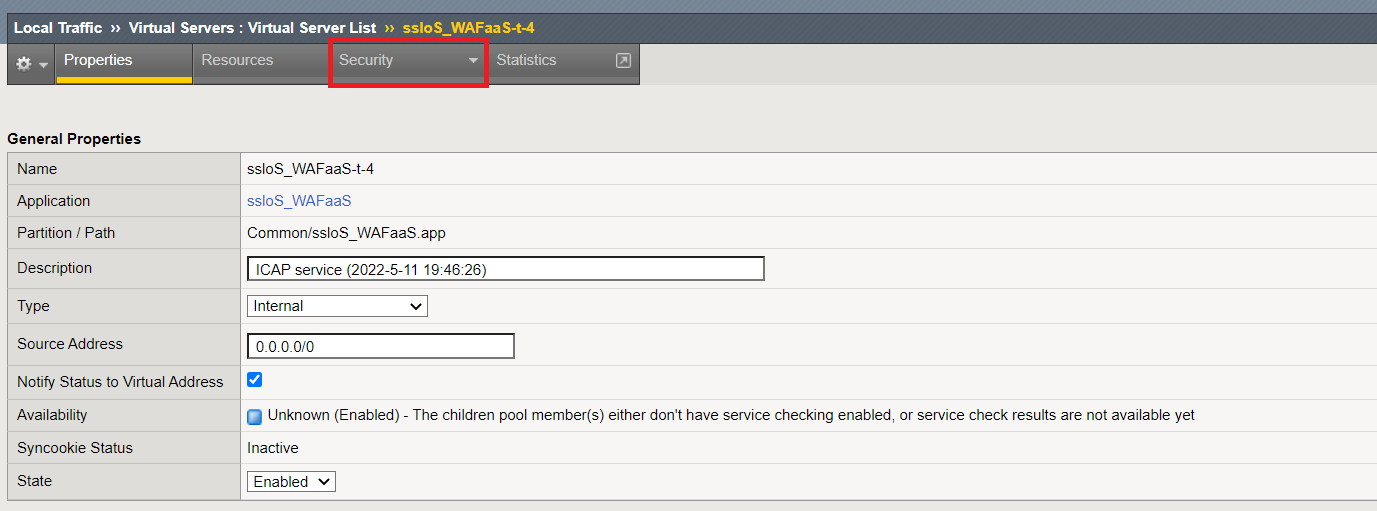 Local Traffic ›› Virtual Servers : Virtual Server List ›› ssloS_WAFaaS-t-4
Properties Resources Security Statistics
General Properties
Name ssloS_WAFaaS-t-4
Application ssloS_WAFaaS
Partition / Path Common/ssloS_WAFaaS.app
Description ICAP service (2022-5-11 19:46:26)
Type Internal
Source Address 0.0.0.0/0
Notify Status to Virtual Address
Availability Unknown (Enabled) - The children pool member(s) either don't have service checking enabled, or service check results are not available yet
Syncookie Status Inactive
State Enabled